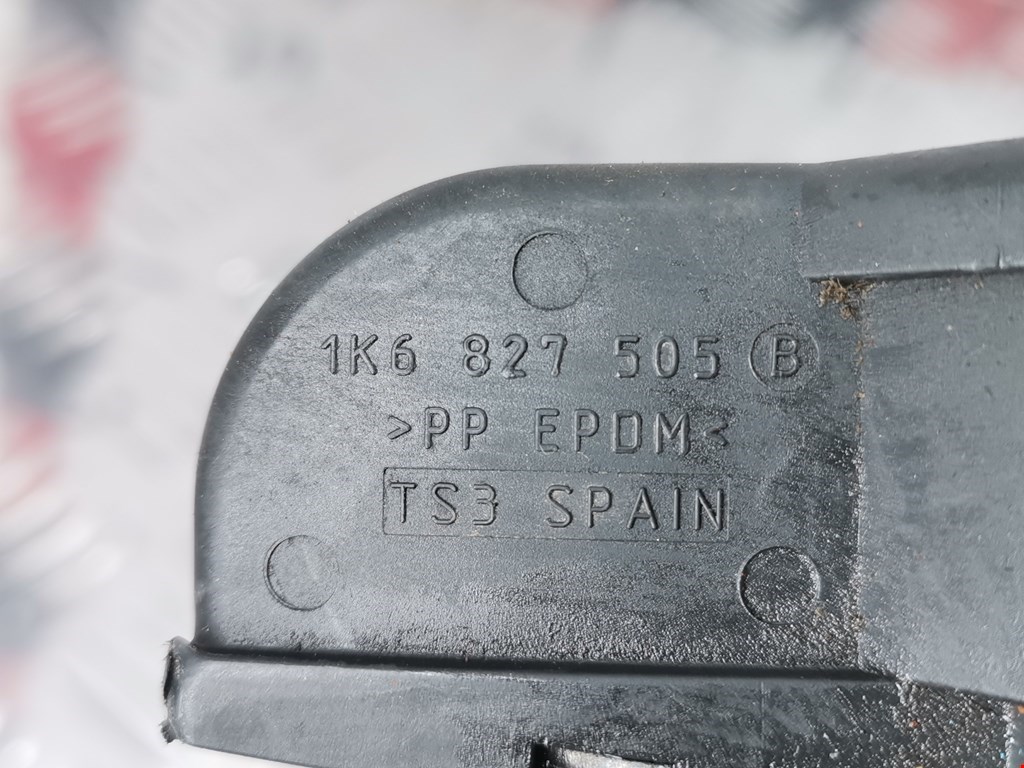 1K6 827 505 B
>PP EPDM<
TS3 SPAIN